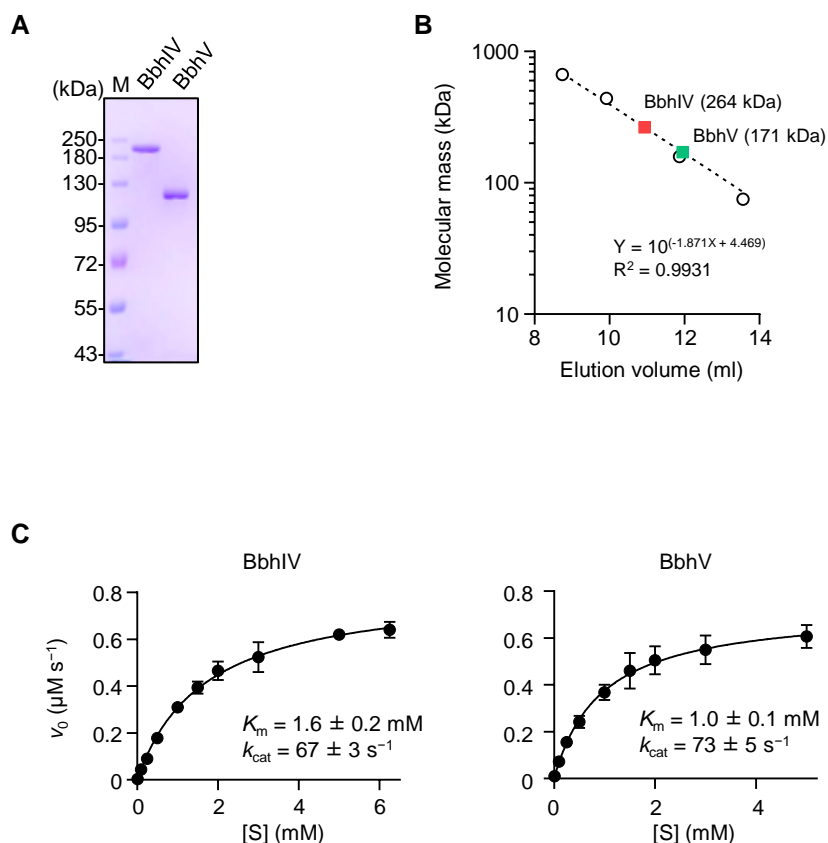 A
(kDa) M BbhIV BbhV
250-
180-
130-
95-
72-
55-
43-
B
1000
100
10
Molecular mass (kDa)
BbhIV (264 kDa)
BbhV (171 kDa)
Y = 10^(-1.871X + 4.469)
R² = 0.9931
8 10 12 14
Elution volume (ml)
C
BbhIV
0.8
0.6
0.4
0.2
0
v₀ (µM s⁻¹)
Kₘ = 1.6 ± 0.2 mM
k_cat = 67 ± 3 s⁻¹
0 2 4 6
[S] (mM)
BbhV
0.8
0.6
0.4
0.2
0
Kₘ = 1.0 ± 0.1 mM
k_cat = 73 ± 5 s⁻¹
0 2 4
[S] (mM)